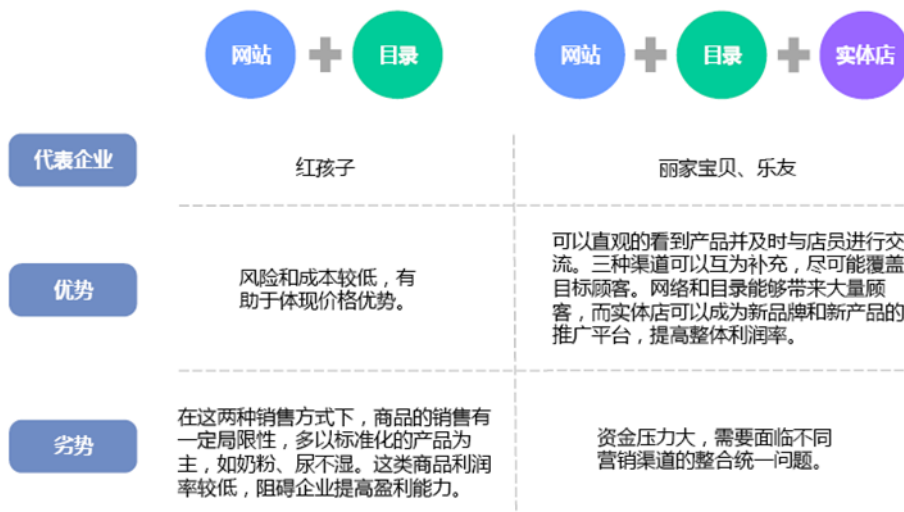 网站 + 目录
网站 + 目录 + 实体店
代表企业
红孩子
丽家宝贝、乐友
优势
风险和成本较低，有
助于体现价格优势。
可以直观的看到产品并及时与店员进行交
流。三种渠道可以互为补充，尽可能覆盖
目标顾客。网络和目录能够带来大量顾
客，而实体店可以成为新品牌和新产品的
推广平台，提高整体利润率。
劣势
在这两种销售方式下，商品的销售有
一定局限性，多以标准化的产品为
主，如奶粉、尿不湿。这类商品利润
率较低，阻碍企业提高盈利能力。
资金压力大，需要面临不同
营销渠道的整合统一问题。